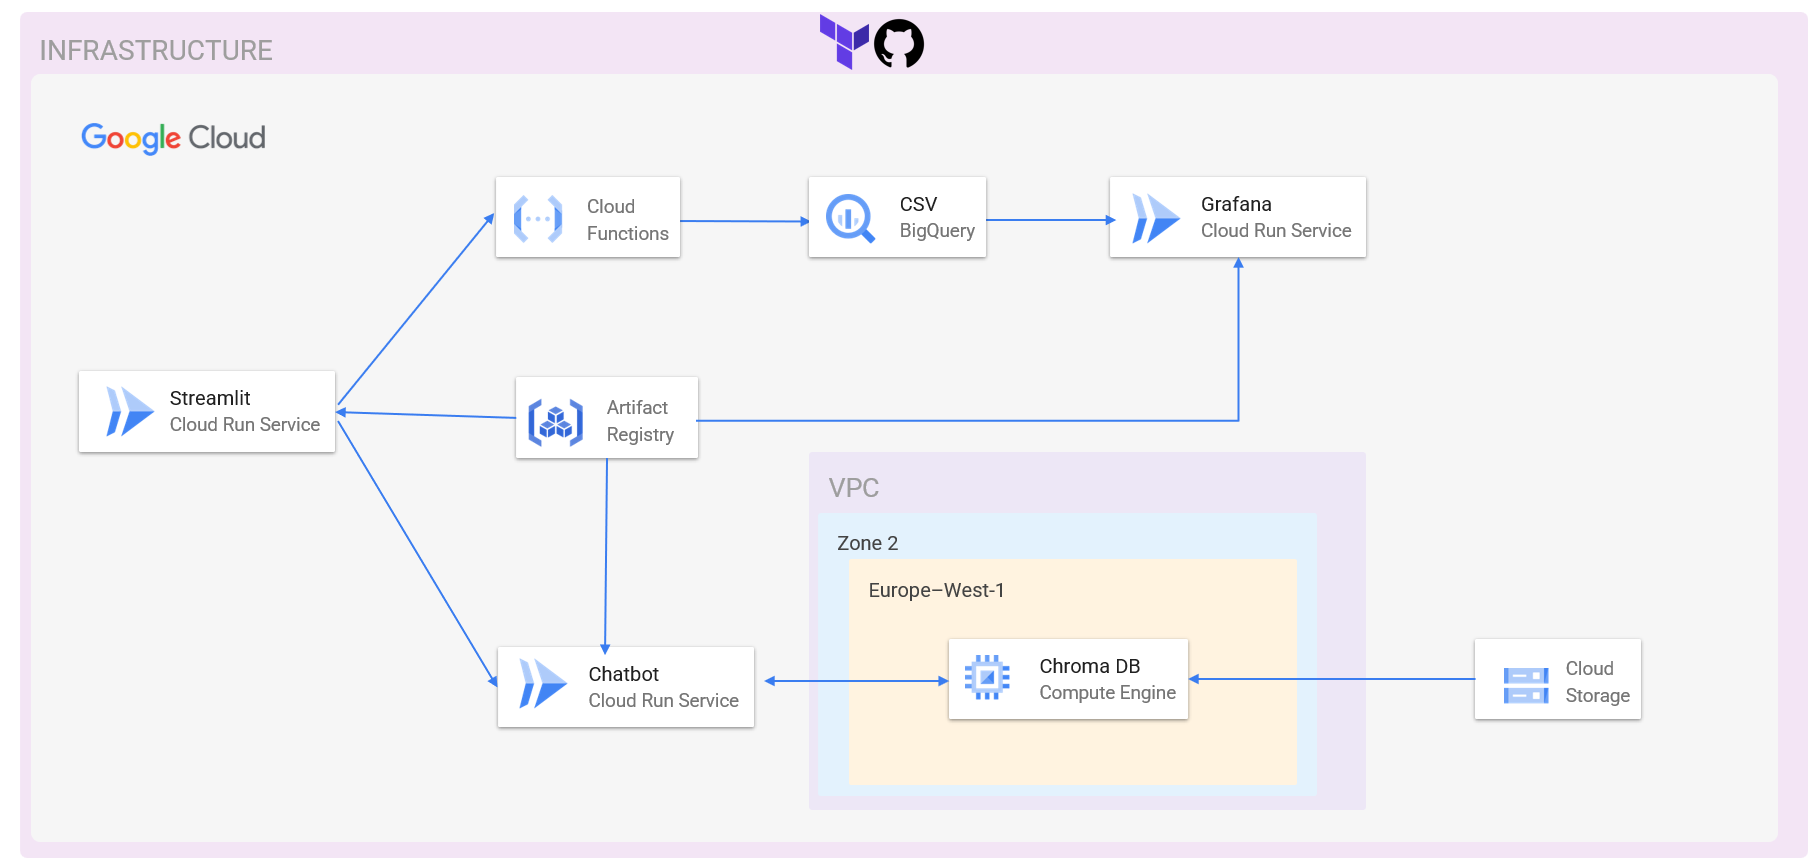 INFRASTRUCTURE
Google Cloud
Cloud
Functions
CSV
BigQuery
Grafana
Cloud Run Service
Streamlit
Cloud Run Service
Artifact
Registry
VPC
Zone 2
Europe–West-1
Chatbot
Cloud Run Service
Chroma DB
Compute Engine
Cloud
Storage